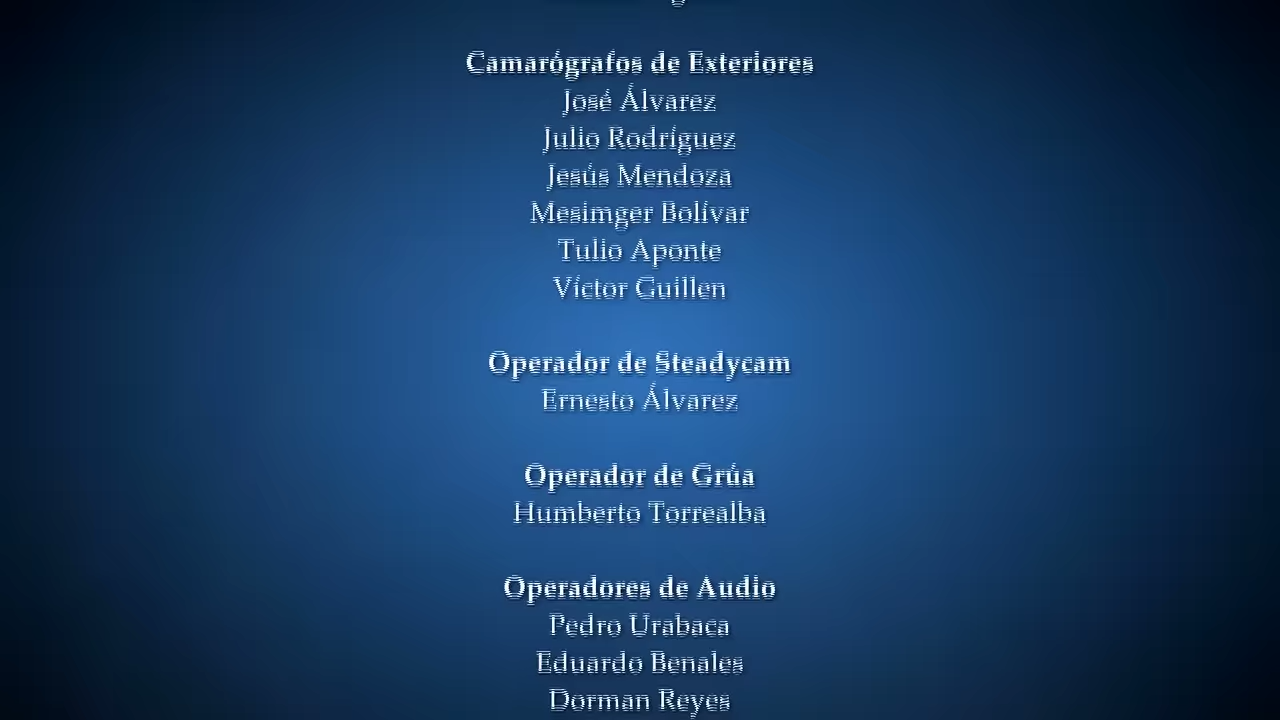 Camarógrafos de Exteriores
José Álvarez
Julio Rodríguez
Jesús Mendoza
Mesimger Bolívar
Tulio Aponte
Víctor Guillen
Operador de Steadycam
Ernesto Álvarez
Operador de Grúa
Humberto Torrealba
Operadores de Audio
Pedro Urabaca
Eduardo Benales
Dorman Reyes